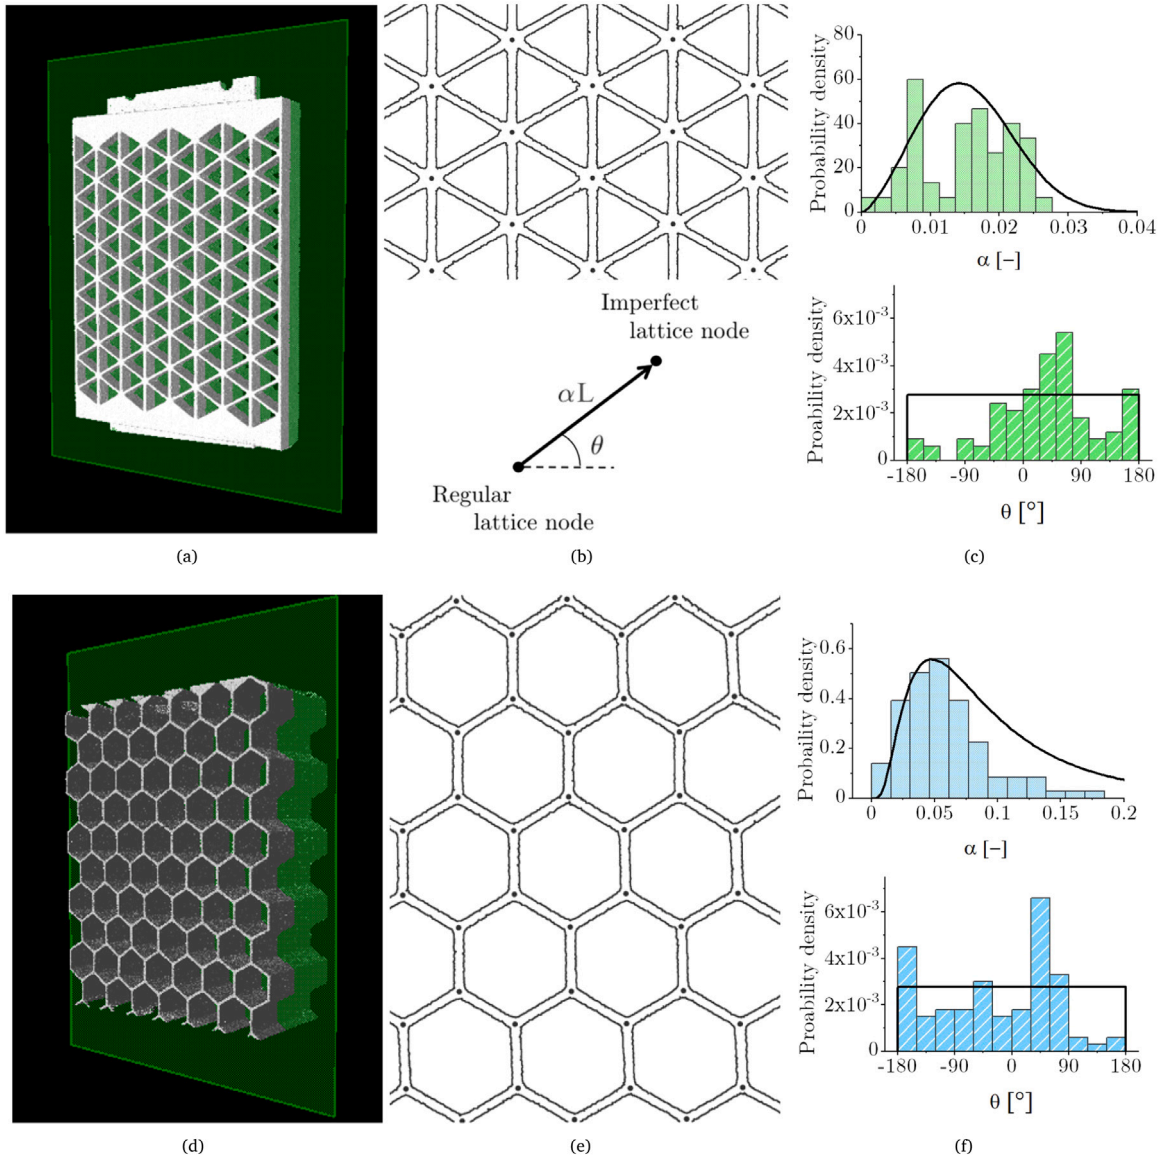 80
60
40
20
0
Probability density
0
0.01
0.02
0.03
0.04
α [–]
Imperfect
lattice node
αL
θ
Regular
lattice node
6x10⁻³
4x10⁻³
2x10⁻³
0
Proability density
-180
-90
0
90
180
θ [°]
(a)
(b)
(c)
0.6
0.4
0.2
0
Probaility density
0
0.05
0.1
0.15
0.2
α [–]
6x10⁻³
4x10⁻³
2x10⁻³
0
Proability density
-180
-90
0
90
180
θ [°]
(d)
(e)
(f)